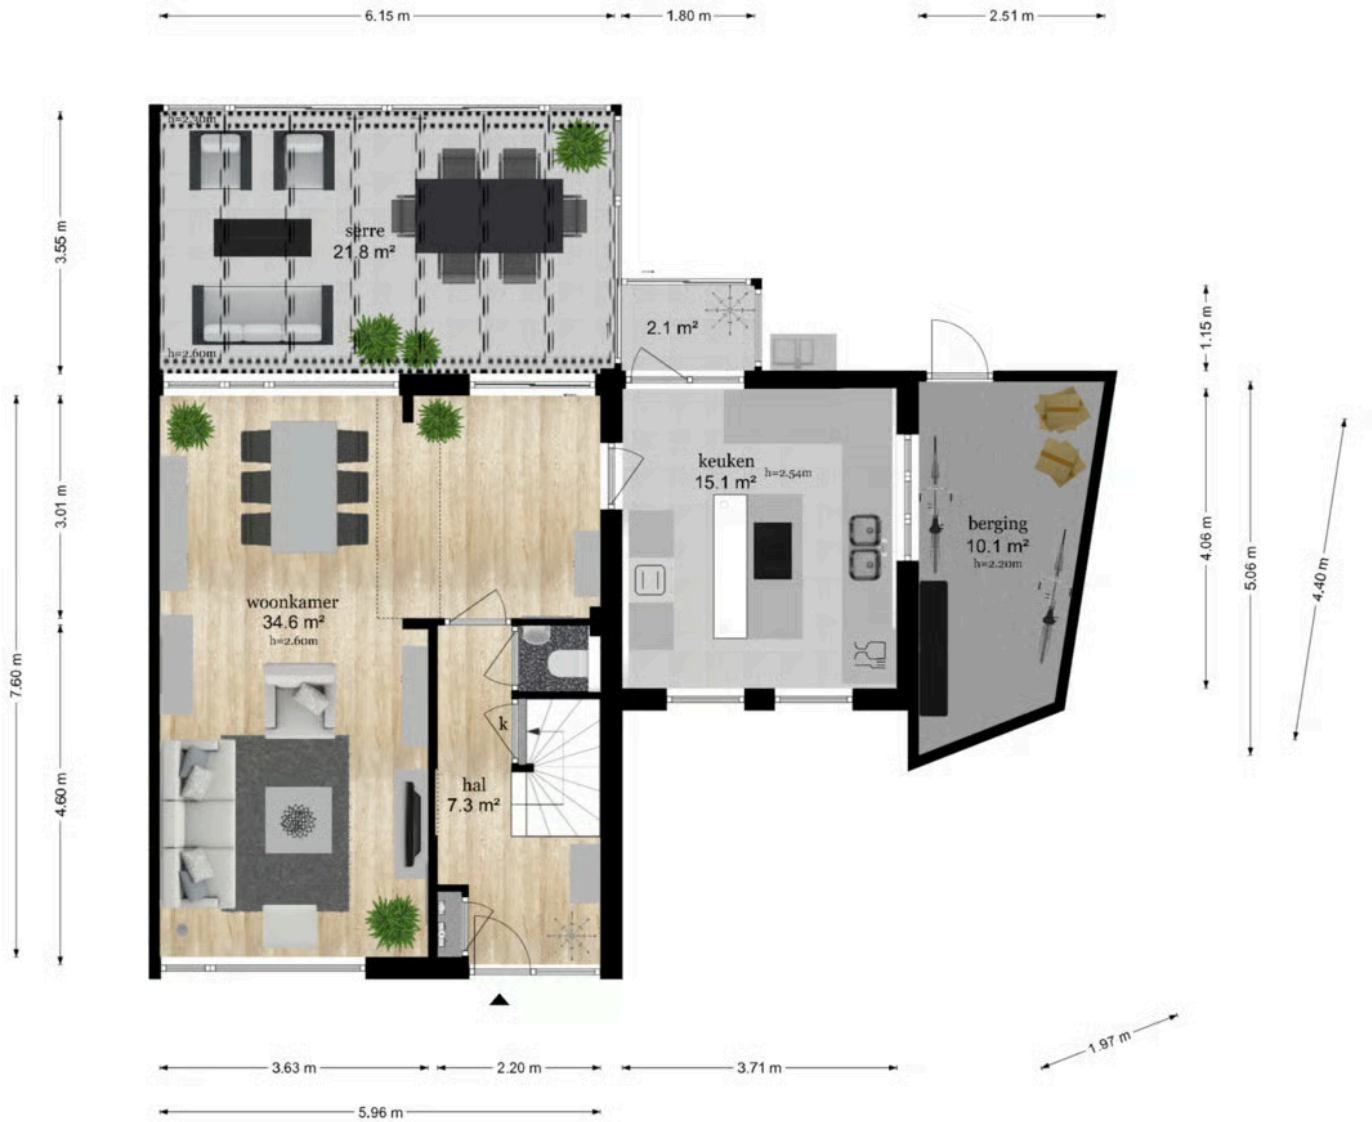 6.15 m
1.80 m
2.51 m
h=2.30m
3.55 m
serre
21.8 m²
h=2.60m
2.1 m²
1.15 m
7.60 m
3.01 m
4.60 m
woonkamer
34.6 m²
h=2.60m
keuken
15.1 m²
h=2.54m
berging
10.1 m²
h=2.20m
4.06 m
5.06 m
4.40 m
k
hal
7.3 m²
3.63 m
2.20 m
3.71 m
1.97 m
5.96 m